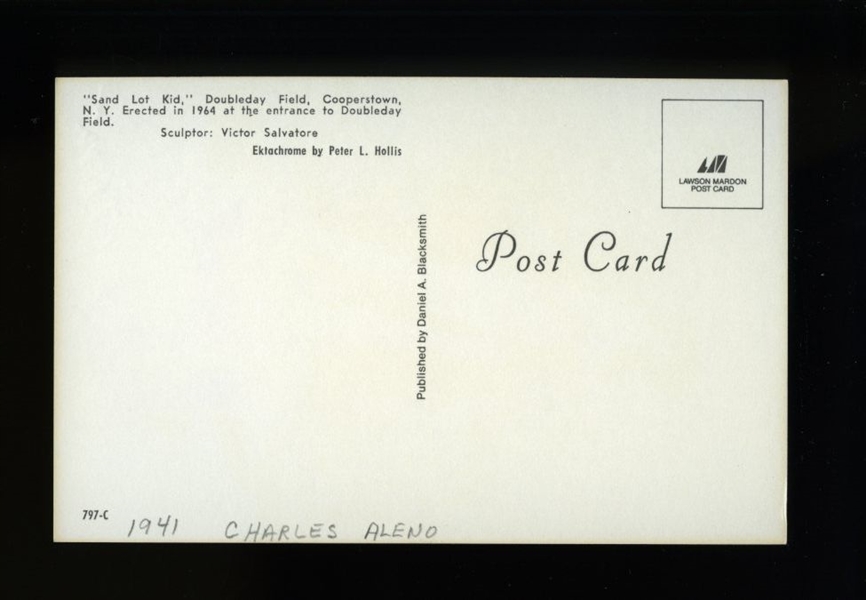 "Sand Lot Kid," Doubleday Field, Cooperstown,
N. Y. Erected in 1964 at the entrance to Doubleday
Field.
Sculptor: Victor Salvatore
Ektachrome by Peter L. Hollis
LAWSON MARDON
POST CARD
Post Card
Published by Daniel A. Blacksmith
797-C
1941 CHARLES ALENO